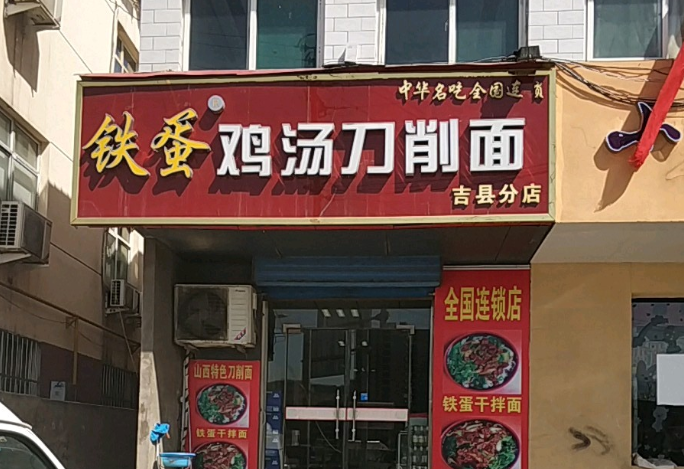 中华名吃全国连锁
铁蛋鸡汤刀削面
吉县分店
全国连锁店
铁蛋干拌面
山西特色刀削面
铁蛋干拌面